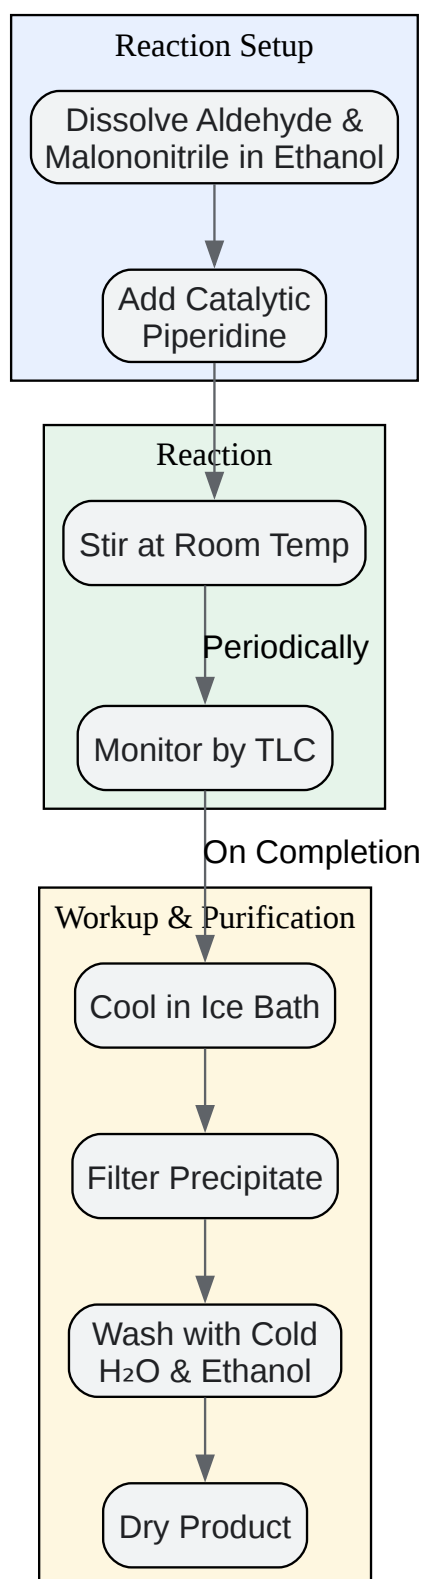 Reaction Setup
Dissolve Aldehyde &
Malononitrile in Ethanol
Add Catalytic
Piperidine
Reaction
Stir at Room Temp
Periodically
Monitor by TLC
On Completion
Workup & Purification
Cool in Ice Bath
Filter Precipitate
Wash with Cold
H₂O & Ethanol
Dry Product